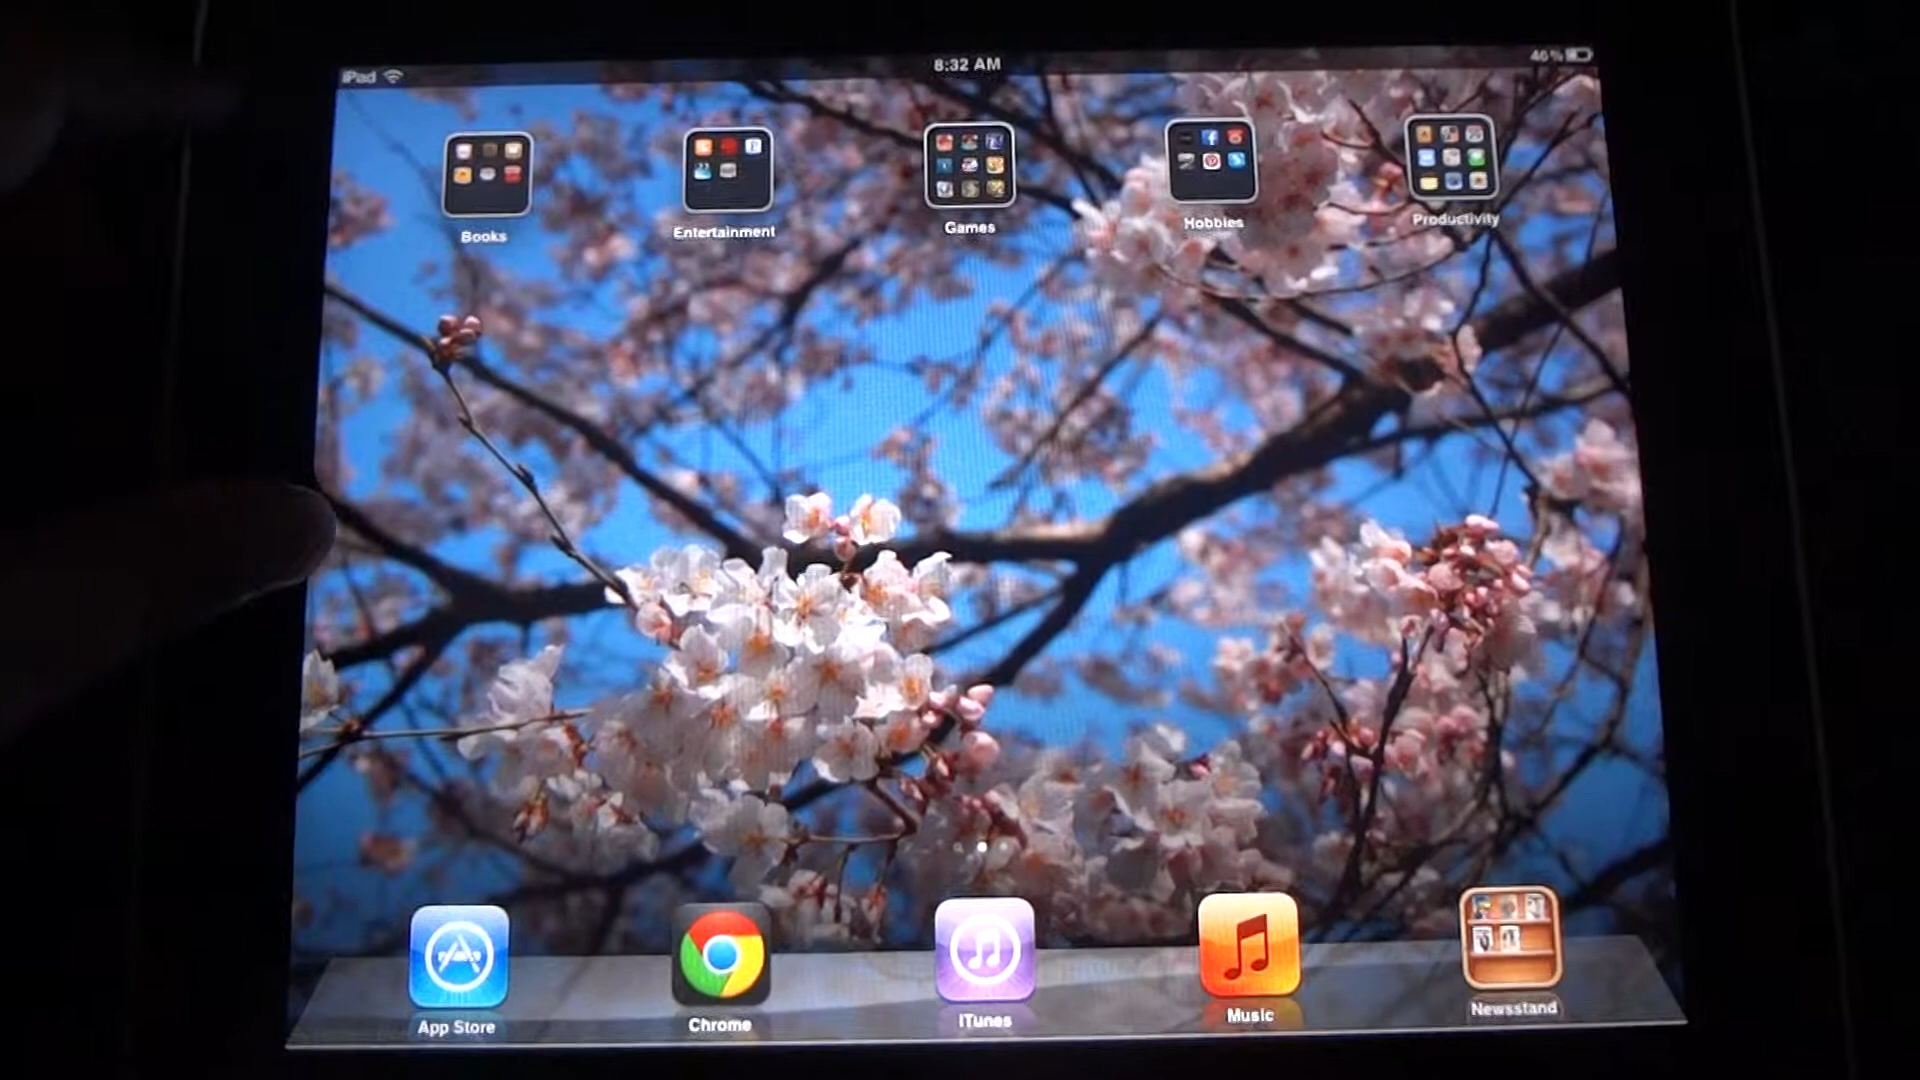 iPad 8:32 AM 46%
Books Entertainment Games Hobbies Productivity
App Store Chrome iTunes Music Newsstand